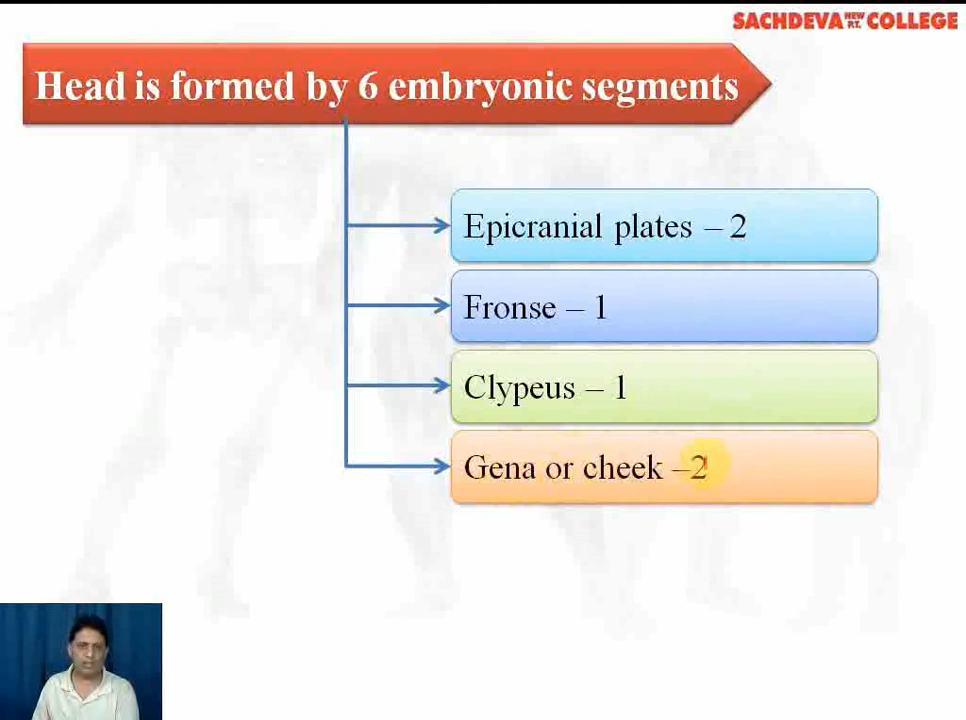 SACHDEVA NEW P.T. COLLEGE
Head is formed by 6 embryonic segments
Epicranial plates – 2
Fronse – 1
Clypeus – 1
Gena or cheek –2